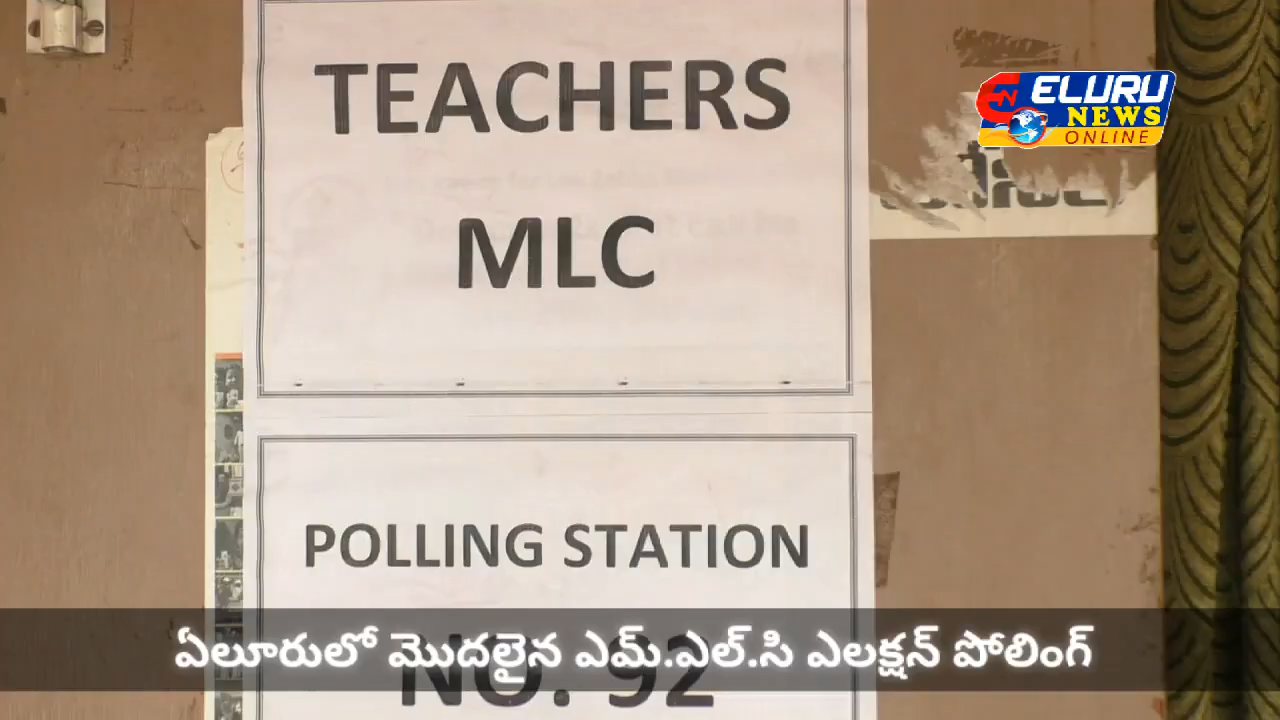 TEACHERS
MLC
ELURU
NEWS
ONLINE
POLLING STATION
NO. 92
ఏలూరులో మొదలైన ఎమ్.ఎల్.సి ఎలక్షన్ పోలింగ్